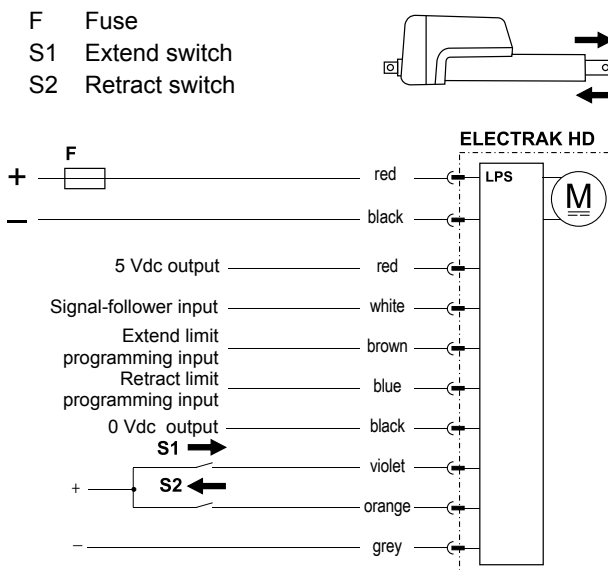 F Fuse
S1 Extend switch
S2 Retract switch
ELECTRAK HD
+ F red LPS M
− black
5 Vdc output red
Signal-follower input white
Extend limit
programming input brown
Retract limit
programming input blue
0 Vdc output black
S1
violet
+ S2
orange
− grey